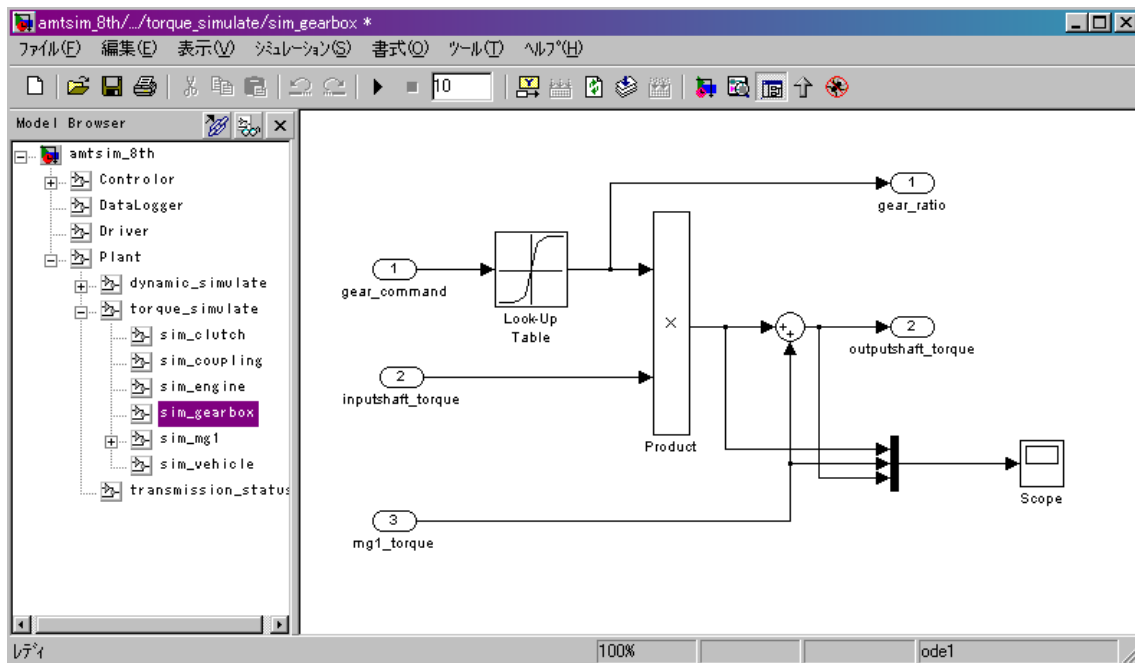 amtsim_8th/.../torque_simulate/sim_gearbox *
ファイル(F) 編集(E) 表示(V) シミュレーション(S) 書式(O) ツール(T) ヘルプ(H)
10
Model Browser
amtsim_8th
Controlor
DataLogger
Driver
Plant
dynamic_simulate
torque_simulate
sim_clutch
sim_coupling
sim_engine
sim_gearbox
sim_mg1
sim_vehicle
transmission_status
1
gear_ratio
1
gear_command
Look-Up
Table
×
2
outputshaft_torque
2
inputshaft_torque
Product
Scope
3
mg1_torque
レディ 100% ode1